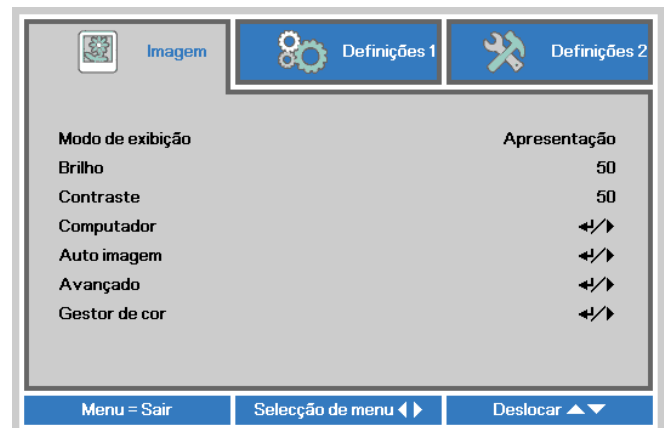 Imagem
Definições 1
Definições 2
Modo de exibição Apresentação
Brilho 50
Contraste 50
Computador ↵/▶
Auto imagem ↵/▶
Avançado ↵/▶
Gestor de cor ↵/▶
Menu = Sair
Selecção de menu ◀ ▶
Deslocar ▲ ▼